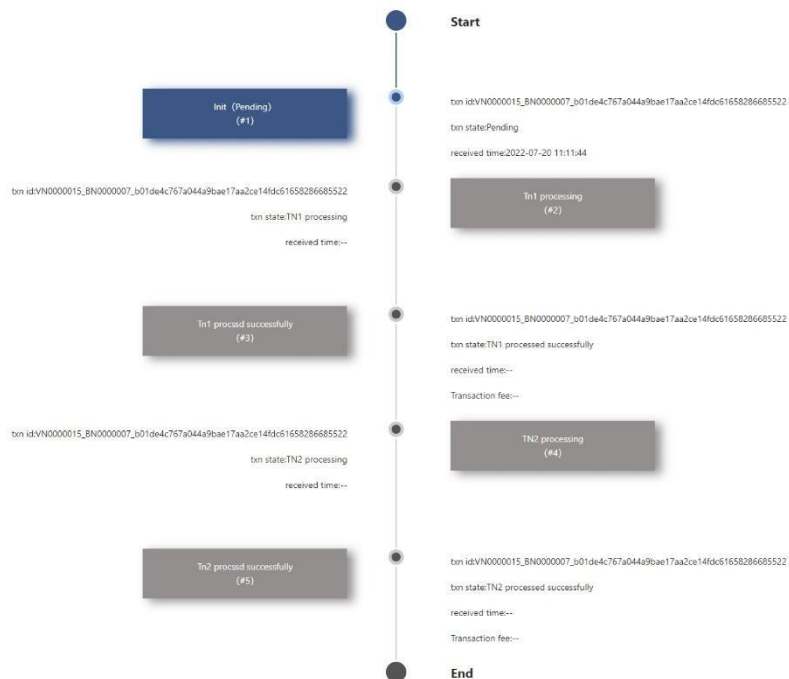 Start
Init (Pending)
(#1)
txn id:VN0000015_BN0000007_b01de4c767a044a9bae17aa2ce14fdc61658286685522
txn state:Pending
received time:2022-07-20 11:11:44
txn id:VN0000015_BN0000007_b01de4c767a044a9bae17aa2ce14fdc61658286685522
txn state:TN1 processing
received time:--
Tn1 processing
(#2)
Tn1 procssd successfully
(#3)
txn id:VN0000015_BN0000007_b01de4c767a044a9bae17aa2ce14fdc61658286685522
txn state:TN1 processed successfully
received time:--
Transaction fee:--
txn id:VN0000015_BN0000007_b01de4c767a044a9bae17aa2ce14fdc61658286685522
txn state:TN2 processing
received time:--
TN2 processing
(#4)
Tn2 procssd successfully
(#5)
txn id:VN0000015_BN0000007_b01de4c767a044a9bae17aa2ce14fdc61658286685522
txn state:TN2 processed successfully
received time:--
Transaction fee:--
End